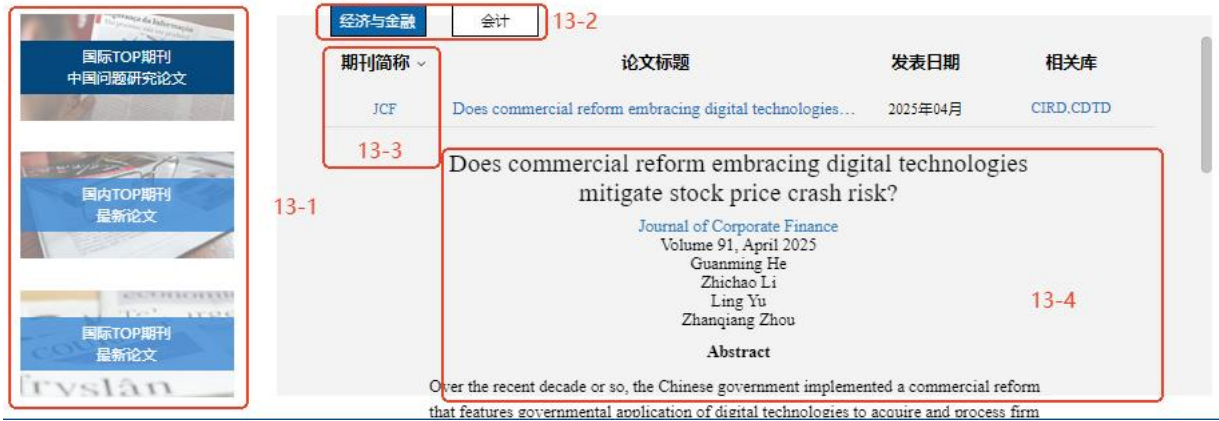 国际TOP期刊
中国问题研究论文
国内TOP期刊
最新论文
国际TOP期刊
最新论文
13-1
经济与金融 会计 13-2
期刊简称 论文标题 发表日期 相关库
JCF Does commercial reform embracing digital technologies... 2025年04月 CIRD,CDTD
13-3
Does commercial reform embracing digital technologies
mitigate stock price crash risk?
Journal of Corporate Finance
Volume 91, April 2025
Guanming He
Zhichao Li
Ling Yu
Zhanqiang Zhou
13-4
Abstract
Over the recent decade or so, the Chinese government implemented a commercial reform
that features governmental application of digital technologies to acquire and process firm